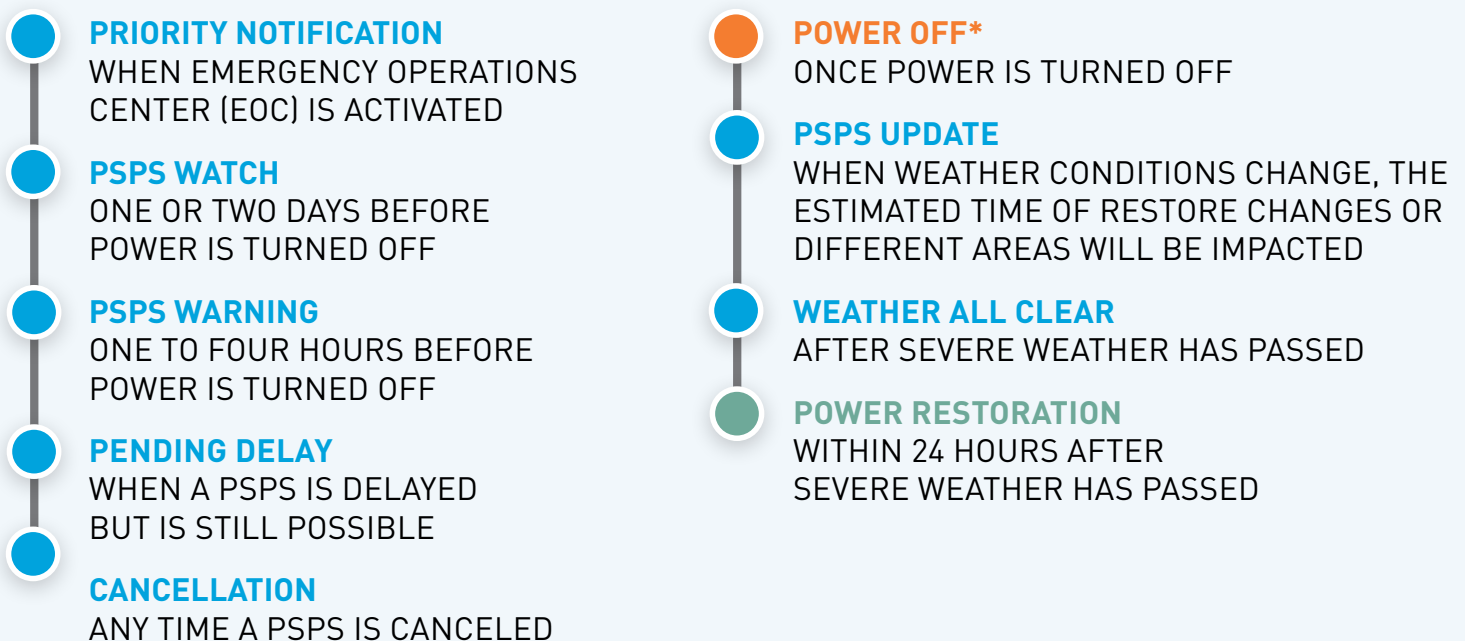 PRIORITY NOTIFICATION
WHEN EMERGENCY OPERATIONS
CENTER (EOC) IS ACTIVATED
PSPS WATCH
ONE OR TWO DAYS BEFORE
POWER IS TURNED OFF
PSPS WARNING
ONE TO FOUR HOURS BEFORE
POWER IS TURNED OFF
PENDING DELAY
WHEN A PSPS IS DELAYED
BUT IS STILL POSSIBLE
CANCELLATION
ANY TIME A PSPS IS CANCELED
POWER OFF*
ONCE POWER IS TURNED OFF
PSPS UPDATE
WHEN WEATHER CONDITIONS CHANGE, THE
ESTIMATED TIME OF RESTORE CHANGES OR
DIFFERENT AREAS WILL BE IMPACTED
WEATHER ALL CLEAR
AFTER SEVERE WEATHER HAS PASSED
POWER RESTORATION
WITHIN 24 HOURS AFTER
SEVERE WEATHER HAS PASSED